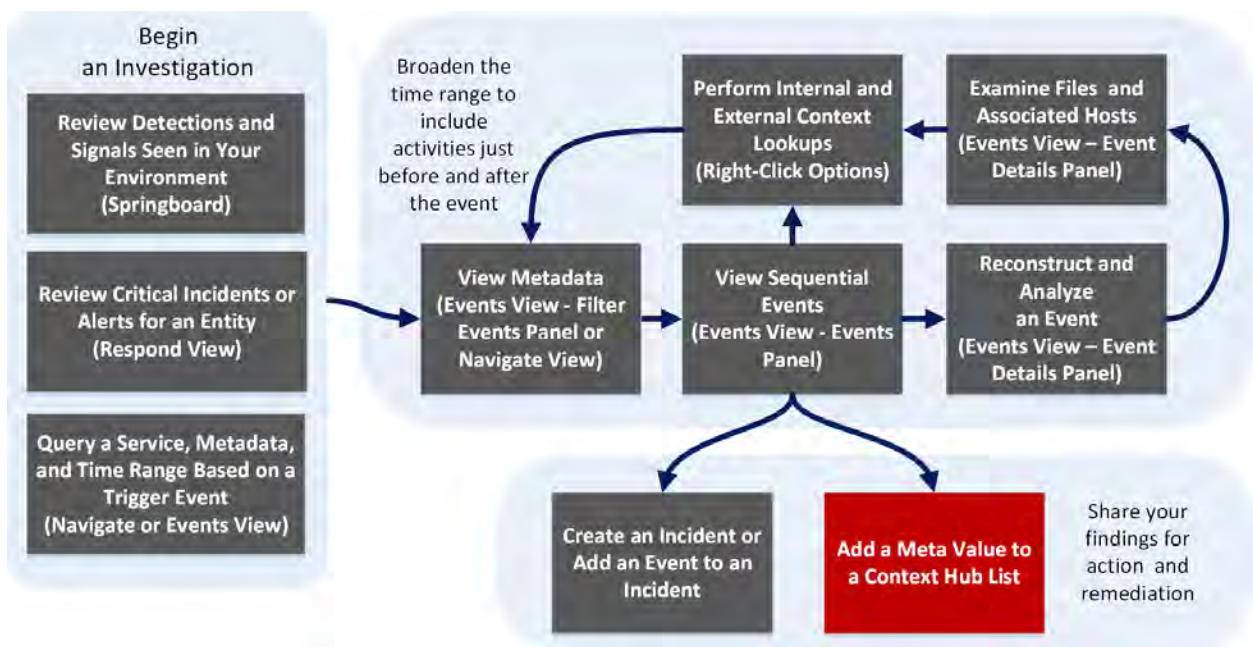 Begin
an Investigation
Review Detections and
Signals Seen in Your
Environment
(Springboard)
Review Critical Incidents or
Alerts for an Entity
(Respond View)
Query a Service, Metadata,
and Time Range Based on a
Trigger Event
(Navigate or Events View)
Broaden the
time range to
include
activities just
before and after
the event
Perform Internal and
External Context
Lookups
(Right-Click Options)
Examine Files and
Associated Hosts
(Events View – Event
Details Panel)
View Metadata
(Events View - Filter
Events Panel or
Navigate View)
View Sequential
Events
(Events View - Events
Panel)
Reconstruct and
Analyze
an Event
(Events View – Event
Details Panel)
Create an Incident or
Add an Event to an
Incident
Add a Meta Value to
a Context Hub List
Share your
findings for
action and
remediation